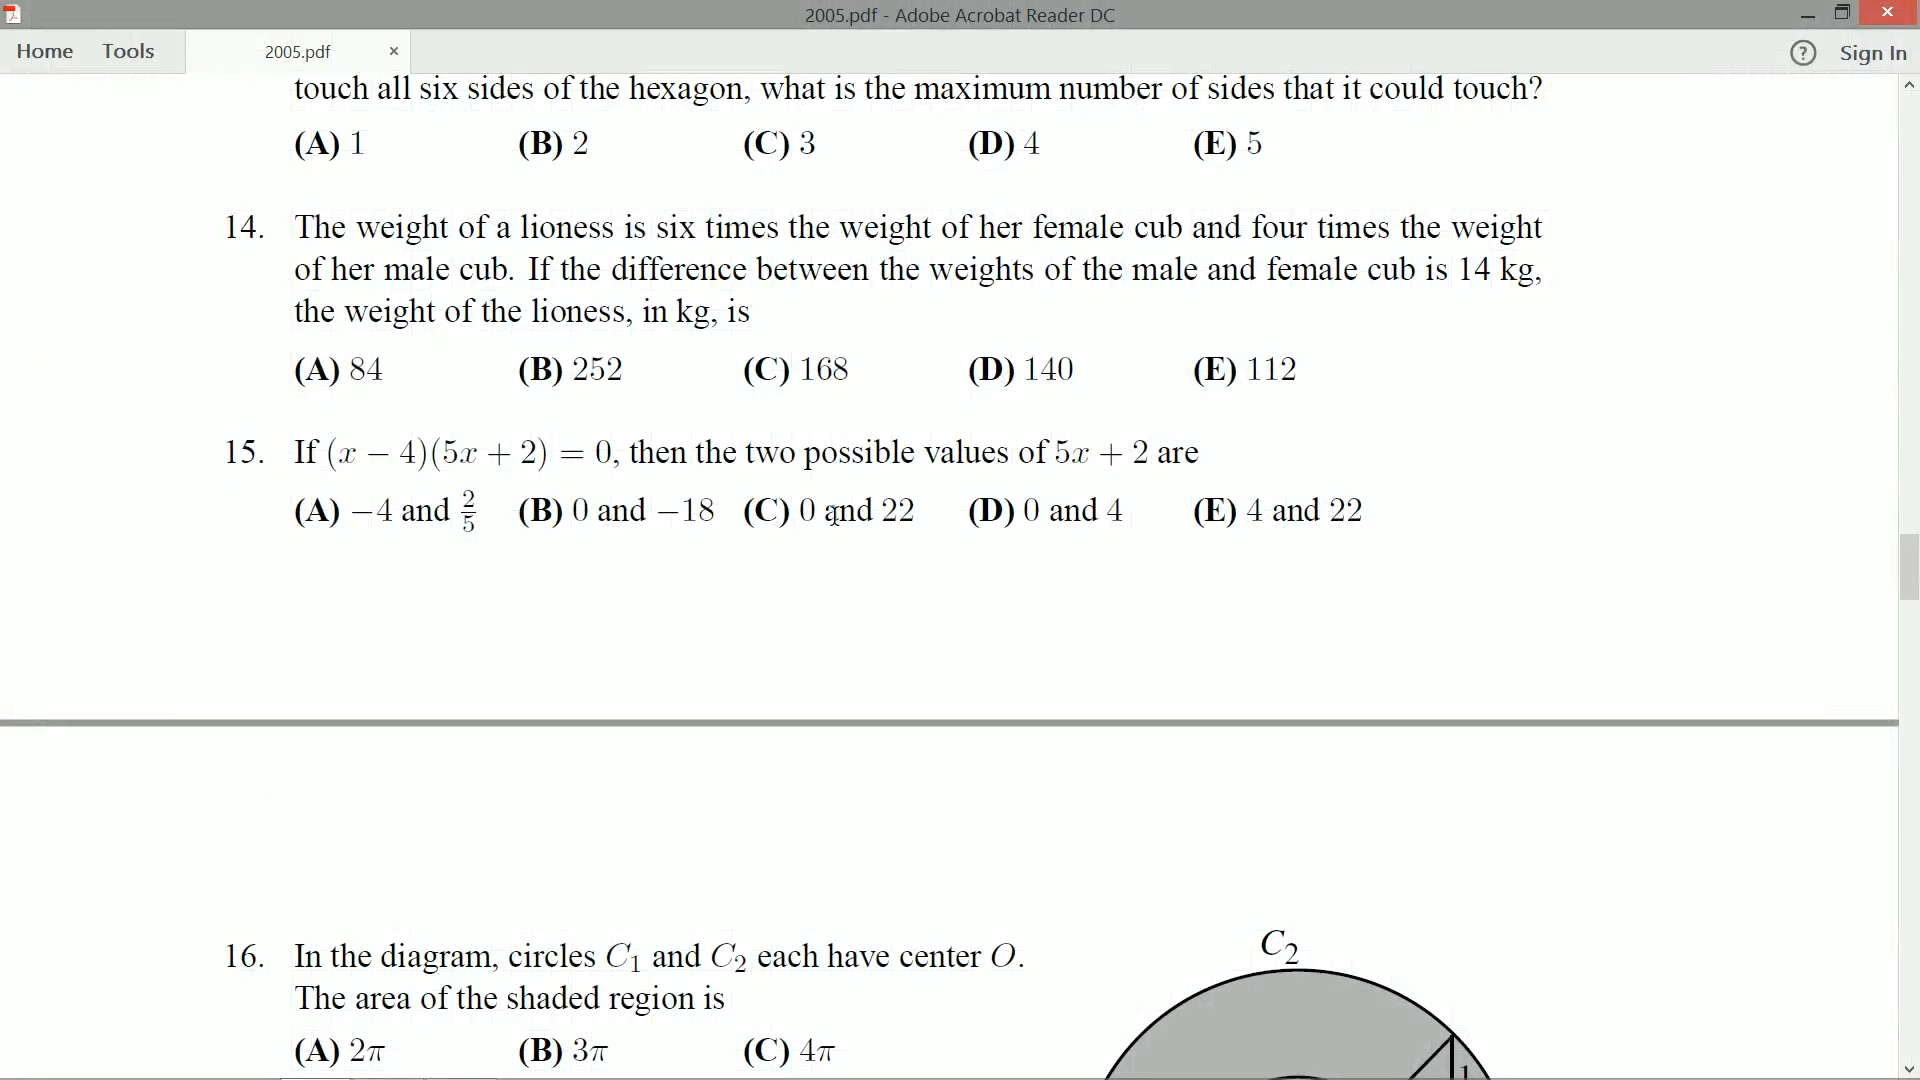 2005.pdf - Adobe Acrobat Reader DC
Home Tools 2005.pdf × ? Sign In
touch all six sides of the hexagon, what is the maximum number of sides that it could touch?
(A) 1 (B) 2 (C) 3 (D) 4 (E) 5
14. The weight of a lioness is six times the weight of her female cub and four times the weight
of her male cub. If the difference between the weights of the male and female cub is 14 kg,
the weight of the lioness, in kg, is
(A) 84 (B) 252 (C) 168 (D) 140 (E) 112
15. If (x − 4)(5x + 2) = 0, then the two possible values of 5x + 2 are
(A) −4 and 2/5 (B) 0 and −18 (C) 0 and 22 (D) 0 and 4 (E) 4 and 22
C₂
16. In the diagram, circles C₁ and C₂ each have center O.
The area of the shaded region is
(A) 2π (B) 3π (C) 4π
1